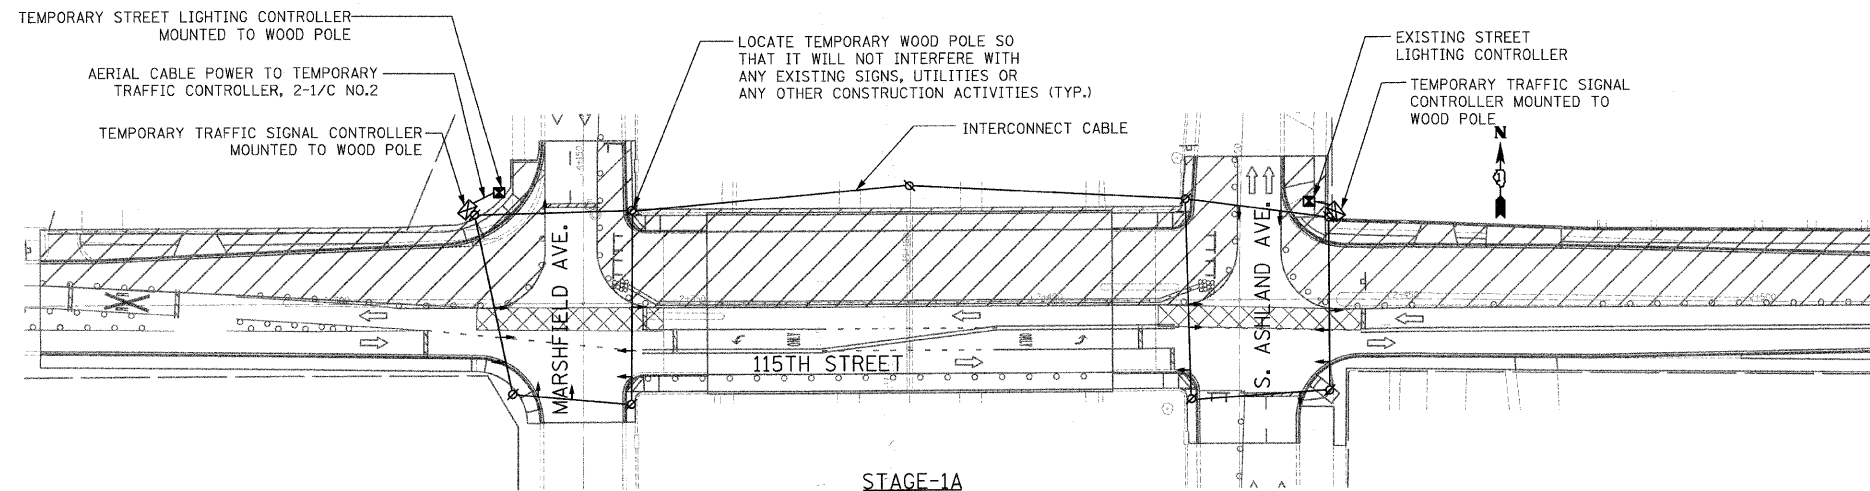 TEMPORARY STREET LIGHTING CONTROLLER
MOUNTED TO WOOD POLE
AERIAL CABLE POWER TO TEMPORARY
TRAFFIC CONTROLLER, 2-1/C NO.2
TEMPORARY TRAFFIC SIGNAL CONTROLLER
MOUNTED TO WOOD POLE
LOCATE TEMPORARY WOOD POLE SO
THAT IT WILL NOT INTERFERE WITH
ANY EXISTING SIGNS, UTILITIES OR
ANY OTHER CONSTRUCTION ACTIVITIES (TYP.)
INTERCONNECT CABLE
EXISTING STREET
LIGHTING CONTROLLER
TEMPORARY TRAFFIC SIGNAL
CONTROLLER MOUNTED TO
WOOD POLE
N
MARSHFIELD AVE.
ONLY
ONLY
115TH STREET
S. ASHLAND AVE.
STAGE-1A